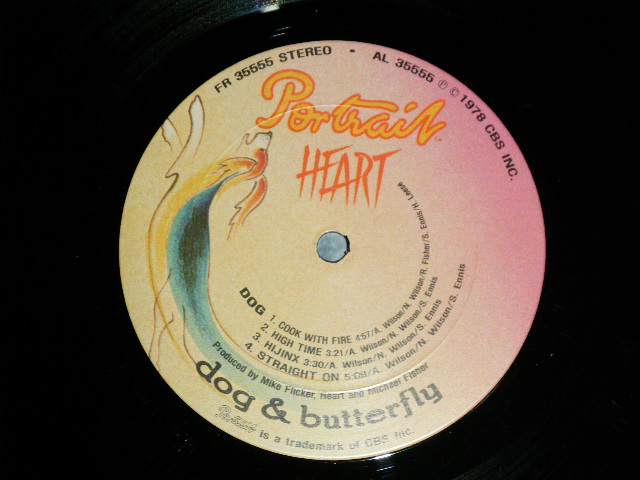 FR 35555 STEREO • AL 35555 ℗ © 1978 CBS INC.
Portrait™
HEART
DOG
1. COOK WITH FIRE 4:57/A. Wilson/N. Wilson/R. Fisher/S. Ennis/H. Leese
2. HIGH TIME 3:21/A. Wilson/N. Wilson/S. Ennis
3. HIJINX 3:30/A. Wilson/N. Wilson/S. Ennis
4. STRAIGHT ON 5:09/A. Wilson/N. Wilson/S. Ennis
Produced by Mike Flicker, Heart and Michael Fisher
dog & butterfly
Portrait is a trademark of CBS Inc.